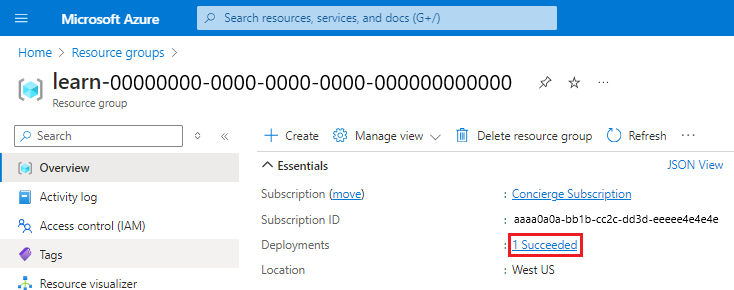 Microsoft Azure
Search resources, services, and docs (G+/)
Home > Resource groups >
learn-00000000-0000-0000-0000-000000000000
Resource group
Search
Create
Manage view
Delete resource group
Refresh
Overview
Activity log
Access control (IAM)
Tags
Resource visualizer
Essentials
JSON View
Subscription (move) : Concierge Subscription
Subscription ID : aaaa0a0a-bb1b-cc2c-dd3d-eeeee4e4e4e
Deployments : 1 Succeeded
Location : West US